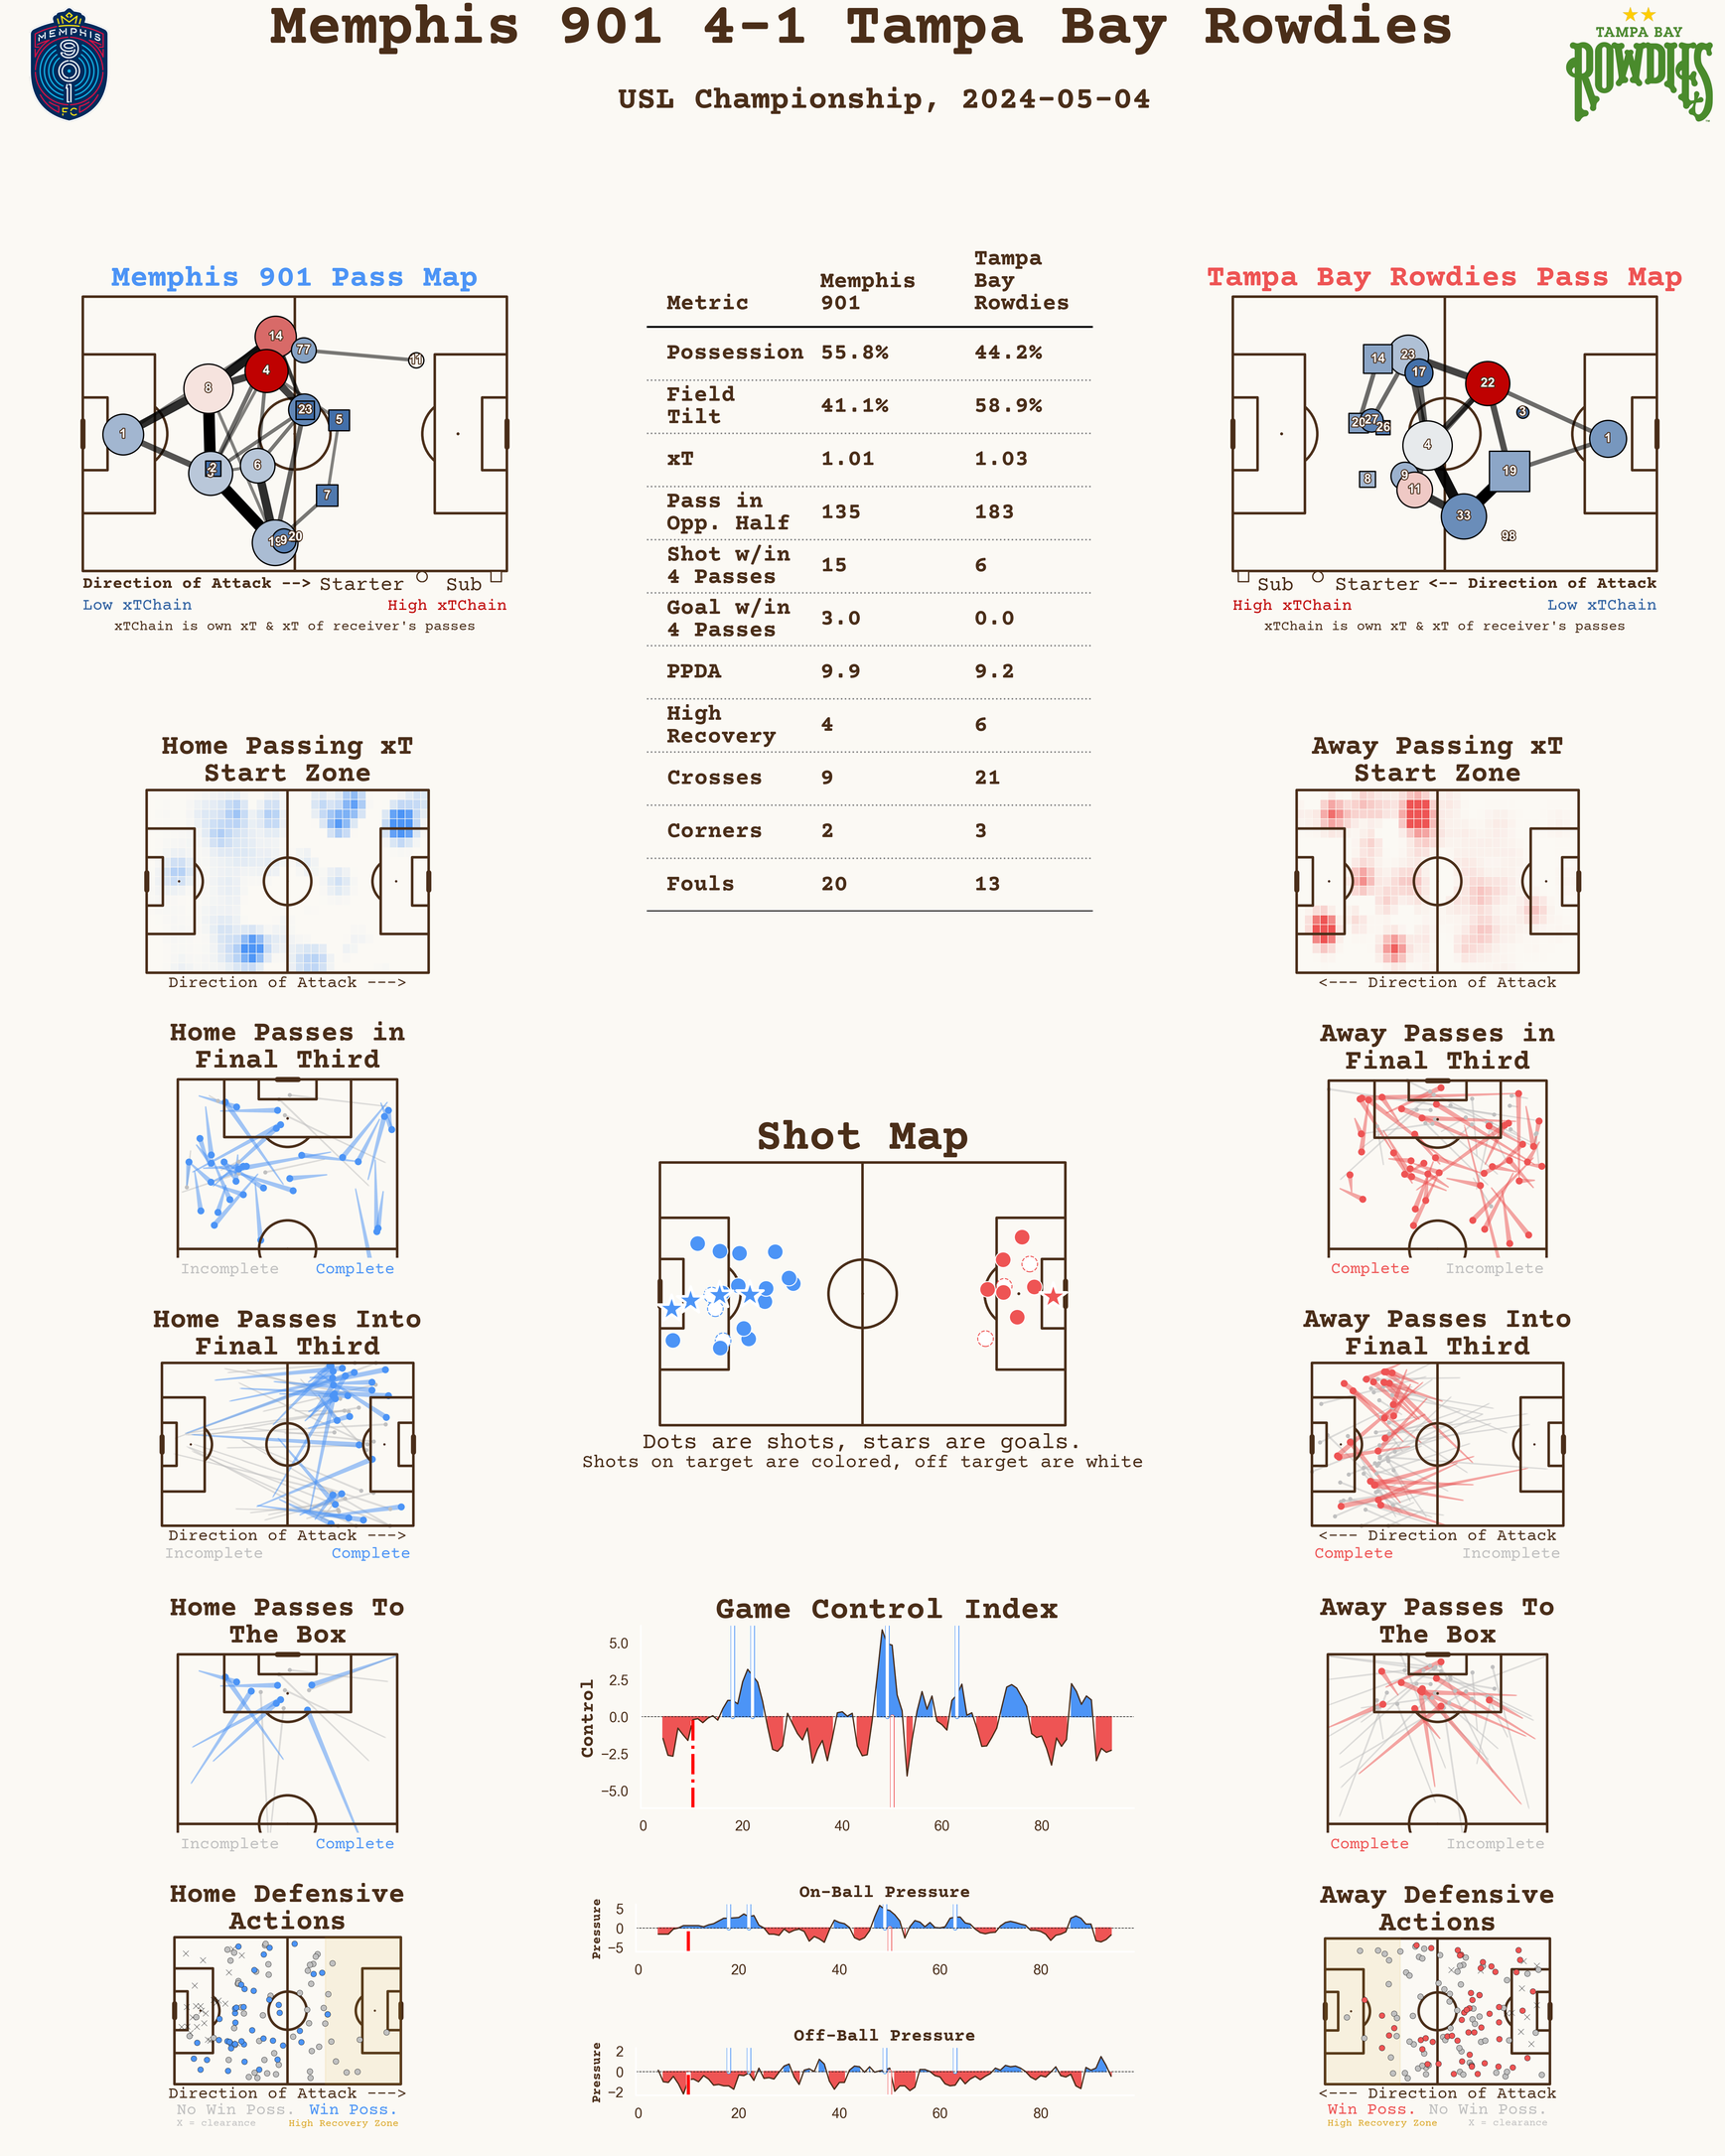 Memphis 901 4-1 Tampa Bay Rowdies
USL Championship, 2024-05-04
MEMPHIS
901
FC
TAMPA BAY
ROWDIES
Memphis 901 Pass Map
14
77
11
4
8
23
5
1
2
6
7
19
9
20
Direction of Attack --> Starter Sub
Low xTChain High xTChain
xTChain is own xT & xT of receiver's passes
Metric Memphis 901 Tampa Bay Rowdies
Possession 55.8% 44.2%
Field Tilt 41.1% 58.9%
xT 1.01 1.03
Pass in Opp. Half 135 183
Shot w/in 4 Passes 15 6
Goal w/in 4 Passes 3.0 0.0
PPDA 9.9 9.2
High Recovery 4 6
Crosses 9 21
Corners 2 3
Fouls 20 13
Tampa Bay Rowdies Pass Map
14
23
17
22
20
27
26
3
4
1
8
9
11
19
33
98
Sub Starter <-- Direction of Attack
High xTChain Low xTChain
xTChain is own xT & xT of receiver's passes
Home Passing xT
Start Zone
Direction of Attack --->
Away Passing xT
Start Zone
<--- Direction of Attack
Home Passes in
Final Third
Incomplete Complete
Away Passes in
Final Third
Complete Incomplete
Shot Map
Dots are shots, stars are goals.
Shots on target are colored, off target are white
Home Passes Into
Final Third
Direction of Attack --->
Incomplete Complete
Away Passes Into
Final Third
<--- Direction of Attack
Complete Incomplete
Home Passes To
The Box
Incomplete Complete
Game Control Index
Control
5.0
2.5
0.0
−2.5
−5.0
0 20 40 60 80
Away Passes To
The Box
Complete Incomplete
Home Defensive
Actions
Direction of Attack --->
No Win Poss. Win Poss.
X = clearance High Recovery Zone
On-Ball Pressure
Pressure
5
0
−5
0 20 40 60 80
Off-Ball Pressure
Pressure
2
0
−2
0 20 40 60 80
Away Defensive
Actions
<--- Direction of Attack
Win Poss. No Win Poss.
High Recovery Zone X = clearance